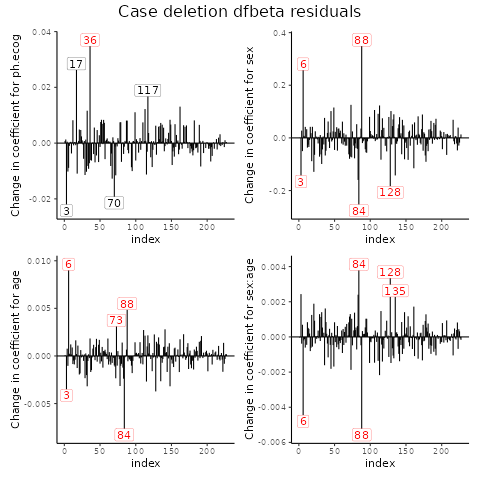 Case deletion dfbeta residuals
Change in coefficient for ph.ecog
0.04
0.02
0.00
-0.02
36
17
117
70
3
0 50 100 150 200
index
Change in coefficient for sex
0.4
0.2
0.0
-0.2
88
6
3
128
84
0 50 100 150 200
index
Change in coefficient for age
0.010
0.005
0.000
-0.005
6
88
73
3
84
0 50 100 150 200
index
Change in coefficient for sex:age
0.004
0.002
0.000
-0.002
-0.004
-0.006
84
128
135
6
88
0 50 100 150 200
index